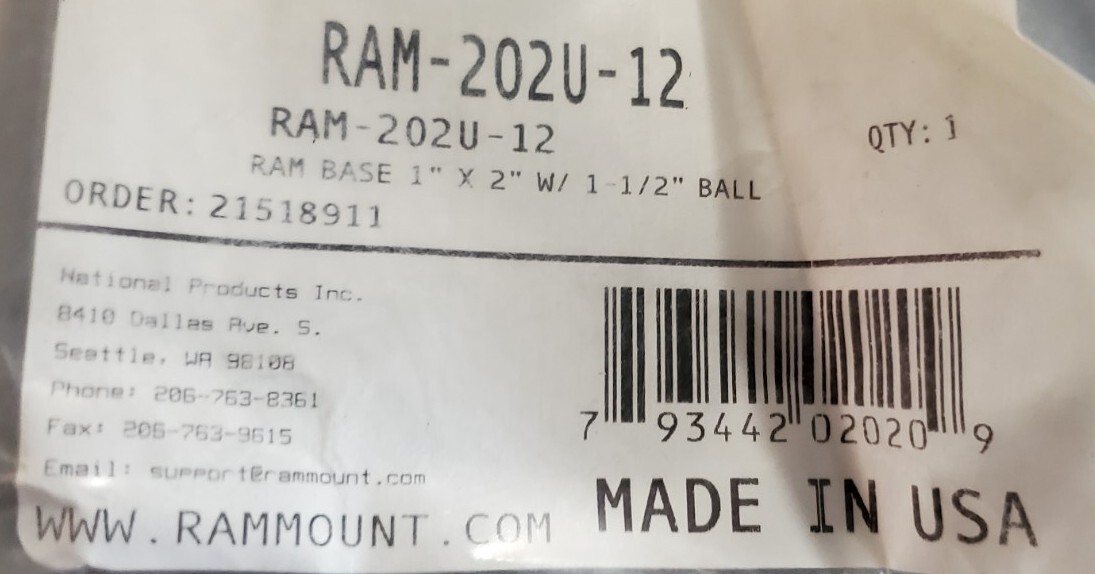 RAM-202U-12
RAM-202U-12
QTY: 1
RAM BASE 1" X 2" W/ 1-1/2" BALL
ORDER: 21518911
National Products Inc.
8410 Dallas Ave. S.
Seattle, WA 98108
Phone: 206-763-8361
Fax: 206-763-9615
Email: support@rammount.com
WWW.RAMMOUNT.COM
7 93442 02020 9
MADE IN USA